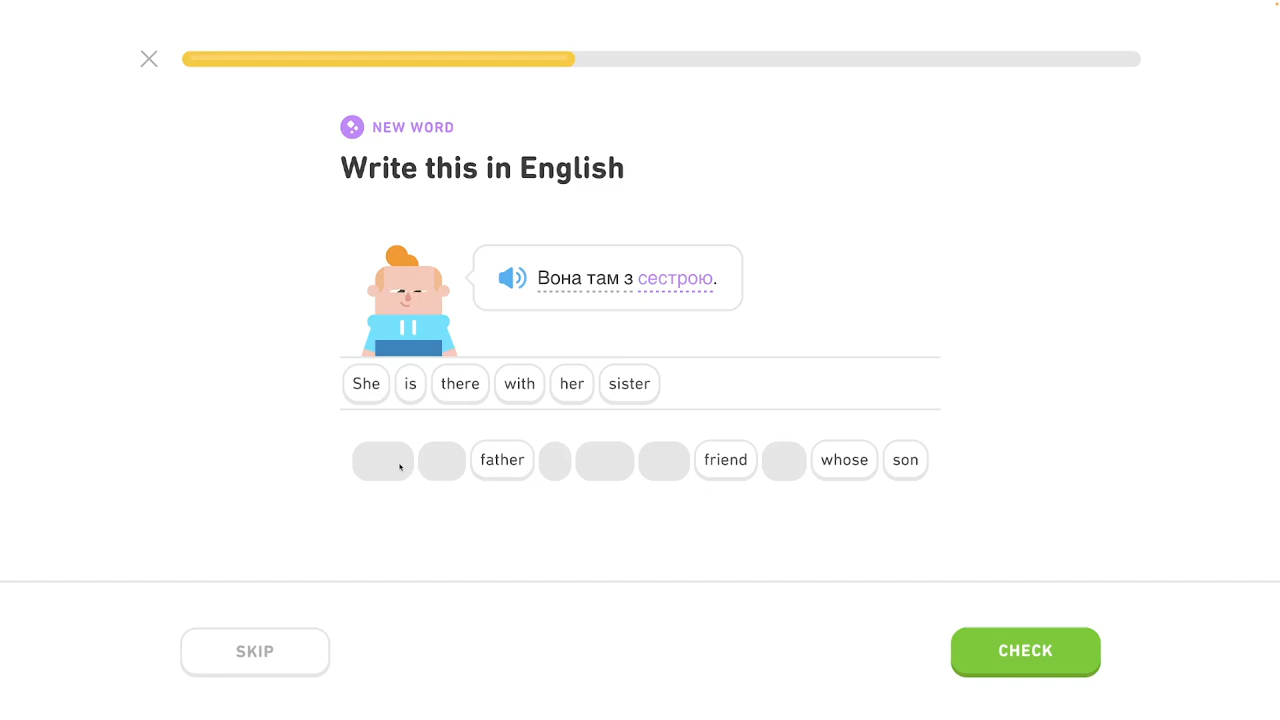 NEW WORD
Write this in English
Вона там з сестрою.
She is there with her sister
father friend whose son
SKIP CHECK